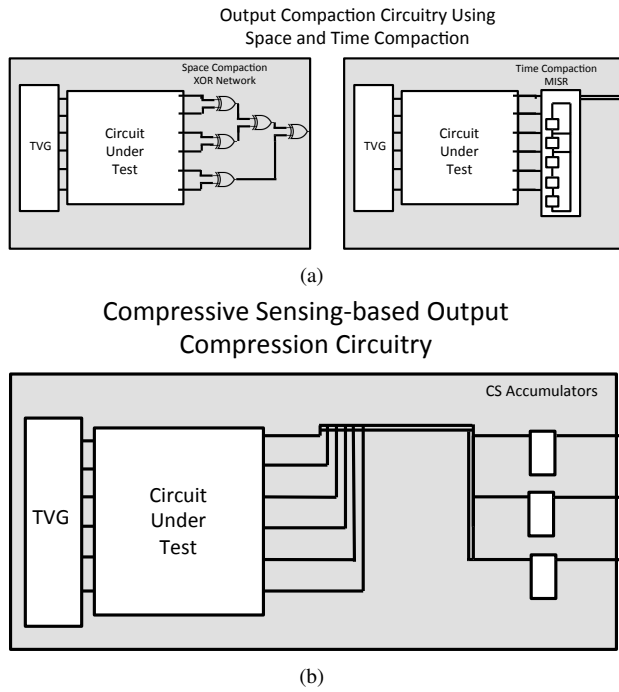 Output Compaction Circuitry Using
Space and Time Compaction
Space Compaction
XOR Network
TVG
Circuit
Under
Test
Time Compaction
MISR
TVG
Circuit
Under
Test
(a)
Compressive Sensing-based Output
Compression Circuitry
CS Accumulators
TVG
Circuit
Under
Test
(b)